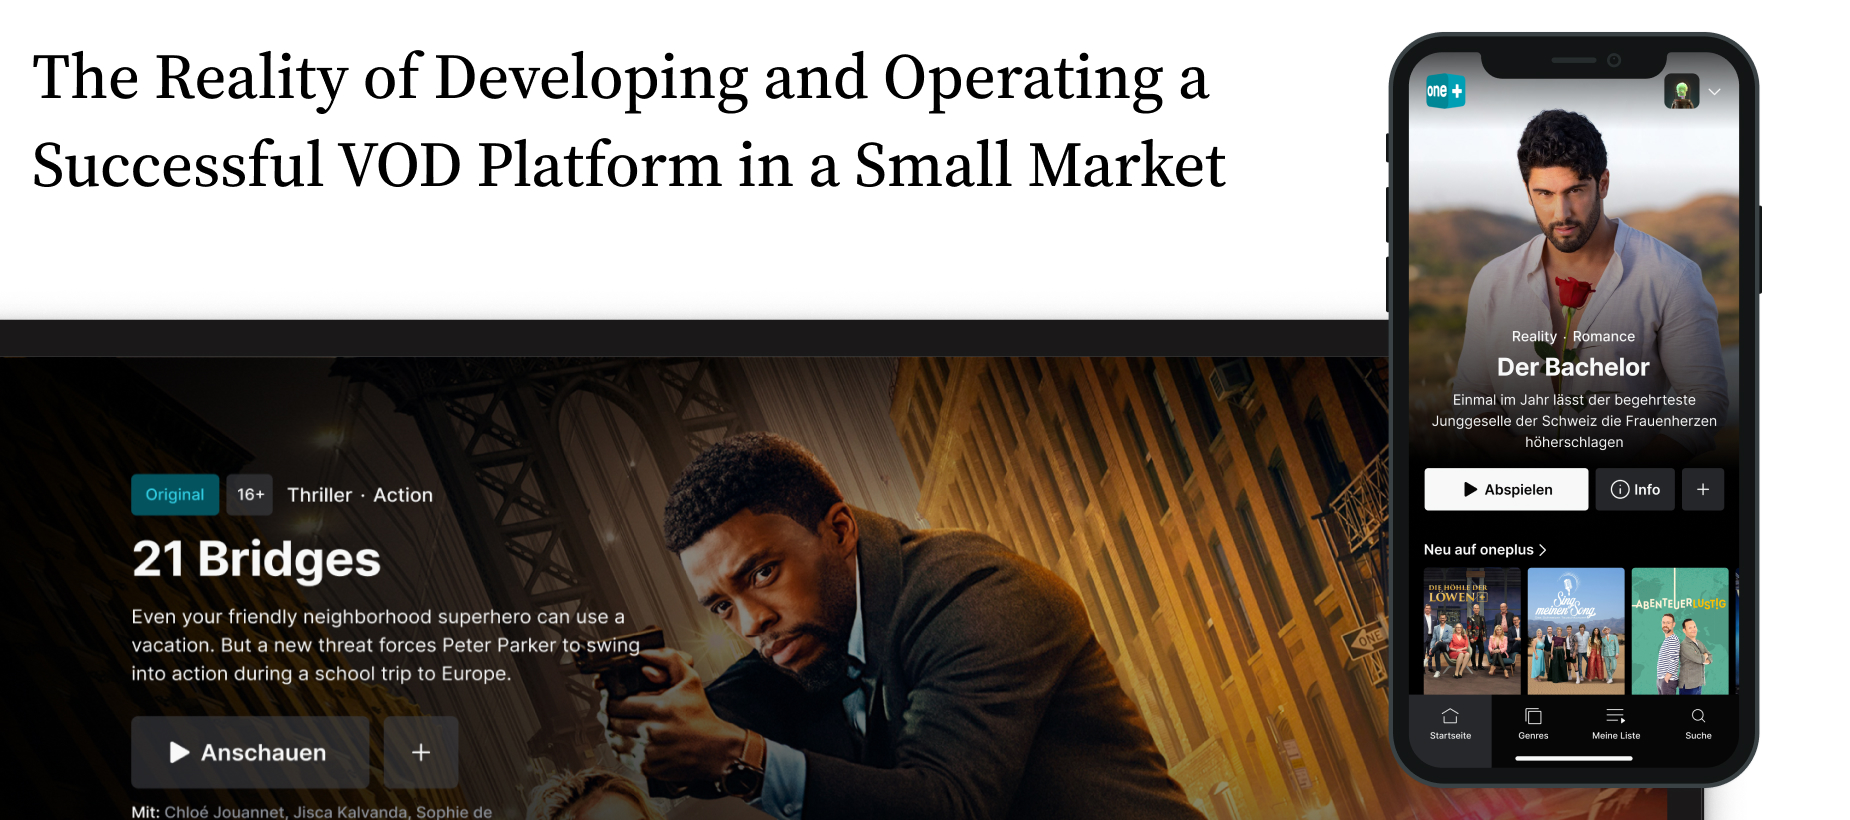 The Reality of Developing and Operating a
Successful VOD Platform in a Small Market
Original 16+ Thriller · Action
21 Bridges
Even your friendly neighborhood superhero can use a
vacation. But a new threat forces Peter Parker to swing
into action during a school trip to Europe.
Anschauen
Mit: Chloé Jouannet, Jisca Kalvanda, Sophie de
ONE
one +
Reality · Romance
Der Bachelor
Einmal im Jahr lässt der begehrteste
Junggeselle der Schweiz die Frauenherzen
höherschlagen
Abspielen Info
Neu auf oneplus
DIE HÖHLE DER
LÖWEN
Sing
meinen Song
ABENTEUERLUSTIG
Startseite Genres Meine Liste Suche